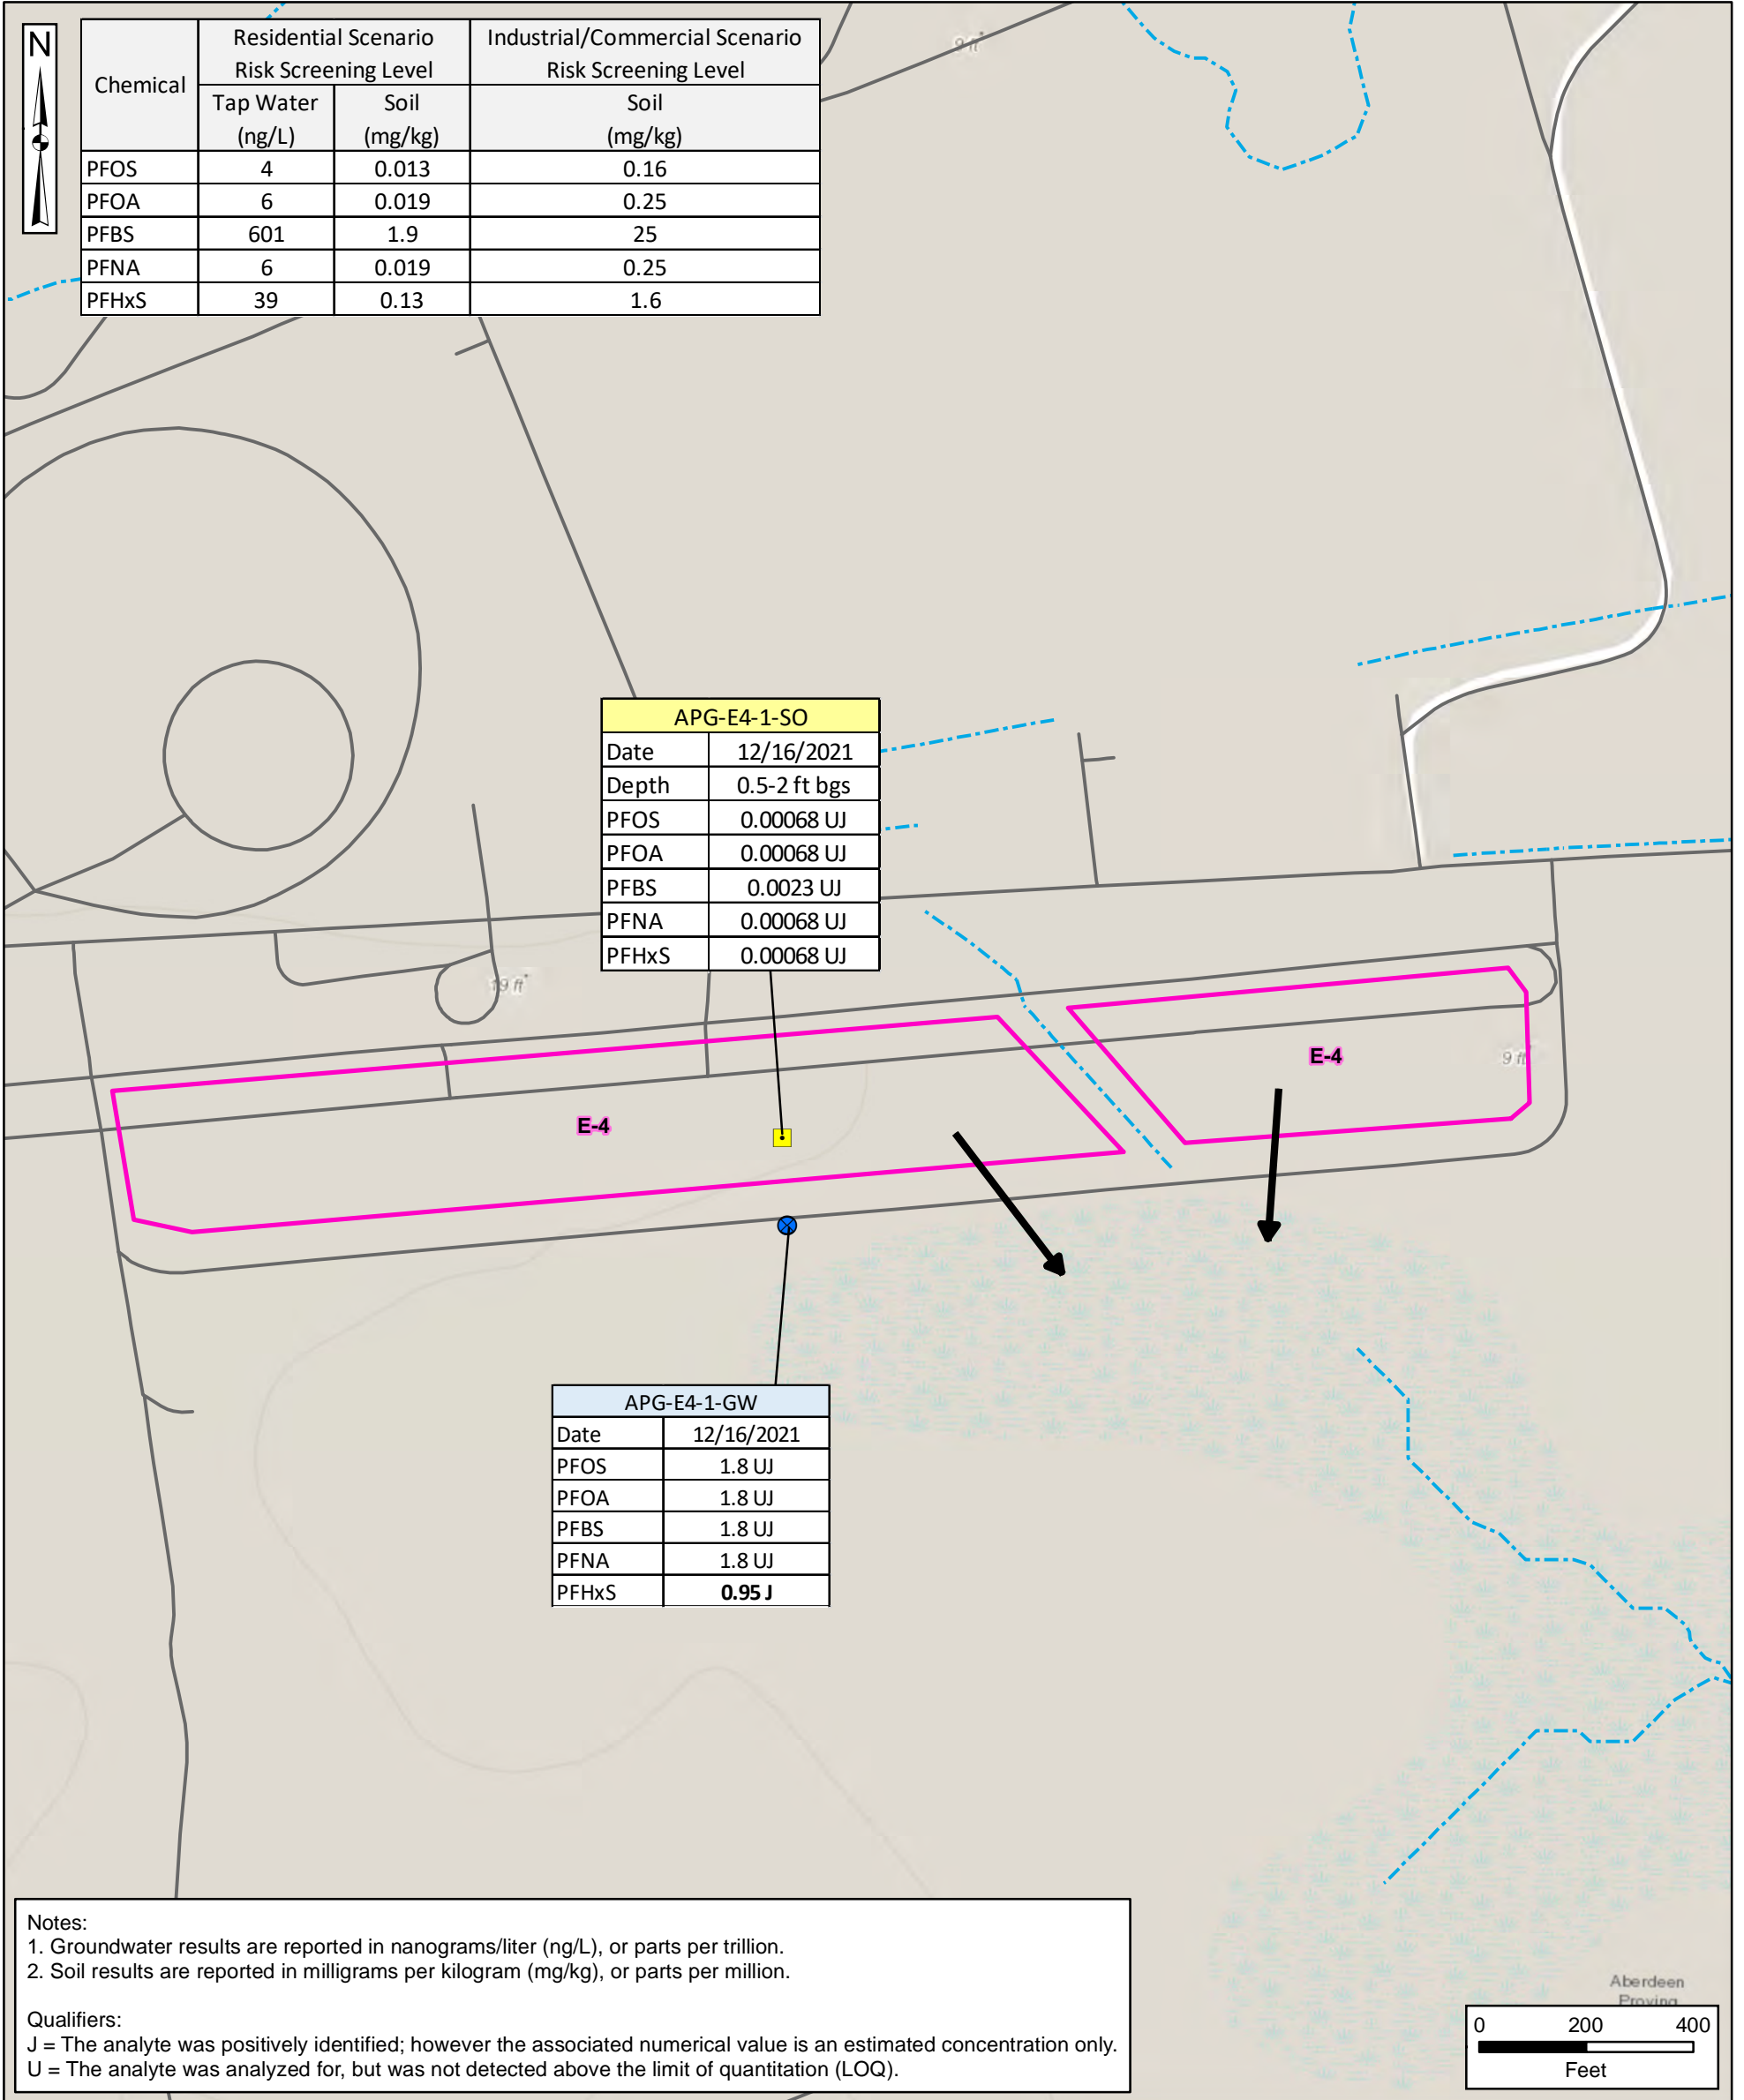 N
Chemical | Residential Scenario Risk Screening Level | Industrial/Commercial Scenario Risk Screening Level
Tap Water (ng/L) | Soil (mg/kg) | Soil (mg/kg)
PFOS | 4 | 0.013 | 0.16
PFOA | 6 | 0.019 | 0.25
PFBS | 601 | 1.9 | 25
PFNA | 6 | 0.019 | 0.25
PFHxS | 39 | 0.13 | 1.6
9 ft
APG-E4-1-SO
Date | 12/16/2021
Depth | 0.5-2 ft bgs
PFOS | 0.00068 UJ
PFOA | 0.00068 UJ
PFBS | 0.0023 UJ
PFNA | 0.00068 UJ
PFHxS | 0.00068 UJ
19 ft
E-4
9 ft
E-4
APG-E4-1-GW
Date | 12/16/2021
PFOS | 1.8 UJ
PFOA | 1.8 UJ
PFBS | 1.8 UJ
PFNA | 1.8 UJ
PFHxS | 0.95 J
Notes:
1. Groundwater results are reported in nanograms/liter (ng/L), or parts per trillion.
2. Soil results are reported in milligrams per kilogram (mg/kg), or parts per million.
Qualifiers:
J = The analyte was positively identified; however the associated numerical value is an estimated concentration only.
U = The analyte was analyzed for, but was not detected above the limit of quantitation (LOQ).
Aberdeen
Proving
0 200 400
Feet